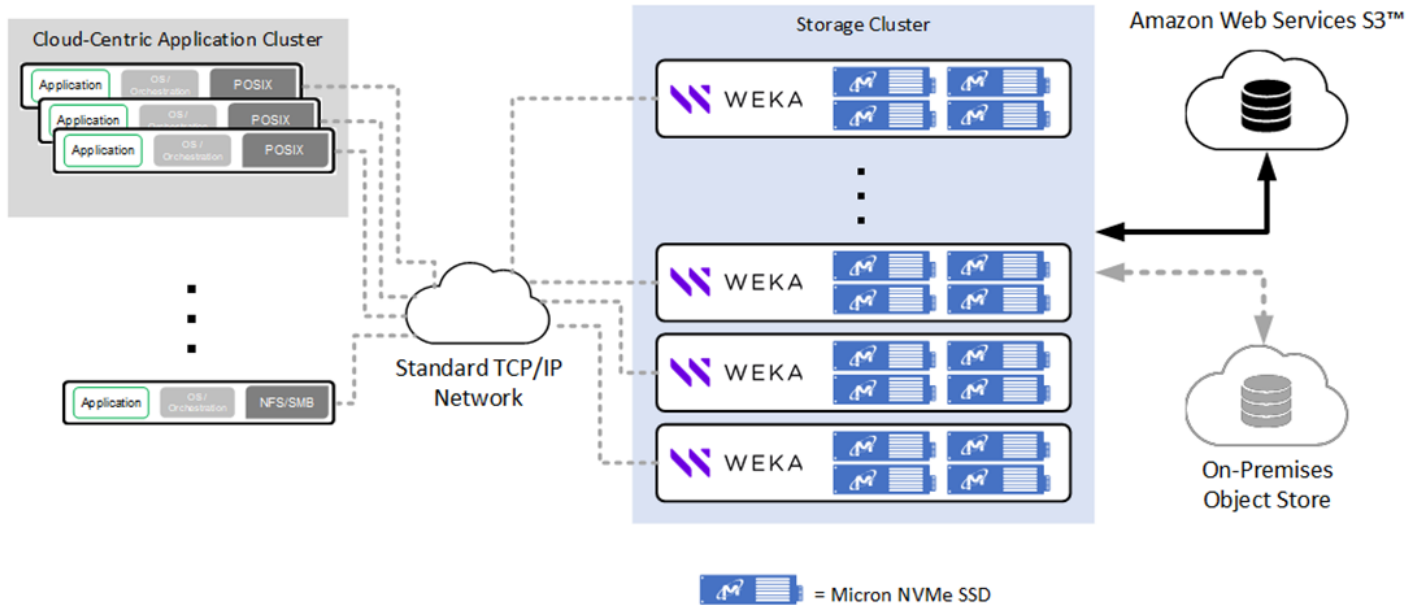 Cloud-Centric Application Cluster
Application
OS/
Orchestration
POSIX
Application
OS/
Orchestration
POSIX
Application
OS/
Orchestration
POSIX
Application
OS/
Orchestration
NFS/SMB
Standard TCP/IP
Network
Storage Cluster
WEKA
WEKA
WEKA
WEKA
Amazon Web Services S3™
On-Premises
Object Store
= Micron NVMe SSD